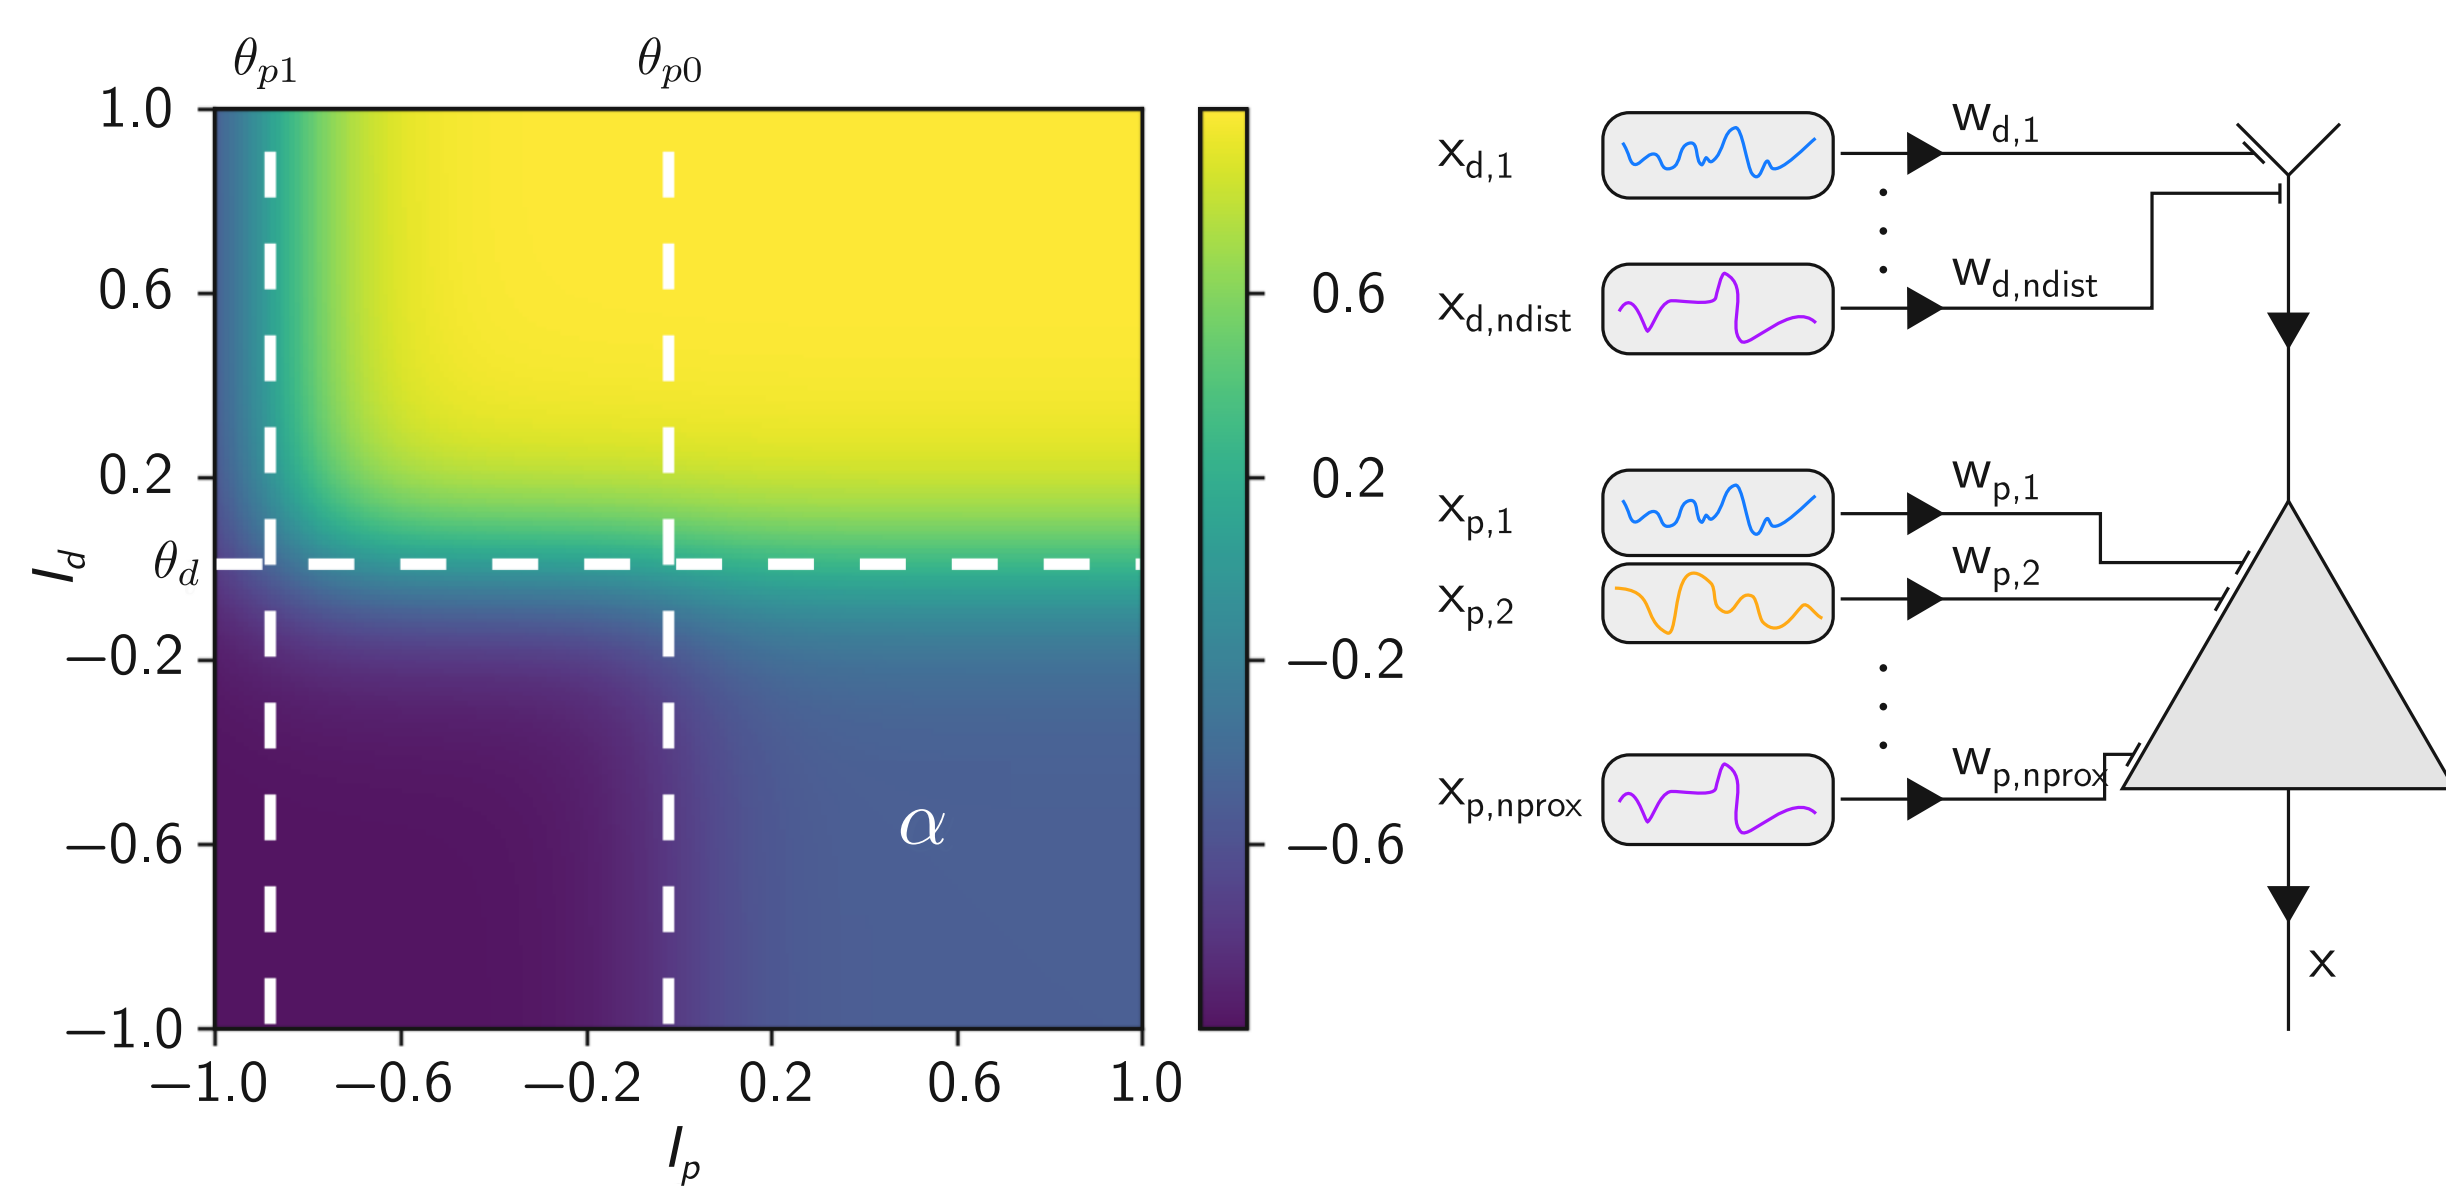 θp1 θp0
1.0
0.6
0.2
θd
Id
−0.2
−0.6
−1.0
α
−1.0 −0.6 −0.2 0.2 0.6 1.0
Ip
0.6
0.2
−0.2
−0.6
xd,1 wd,1
xd,ndist wd,ndist
xp,1 wp,1
xp,2 wp,2
xp,nprox wp,nprox
x